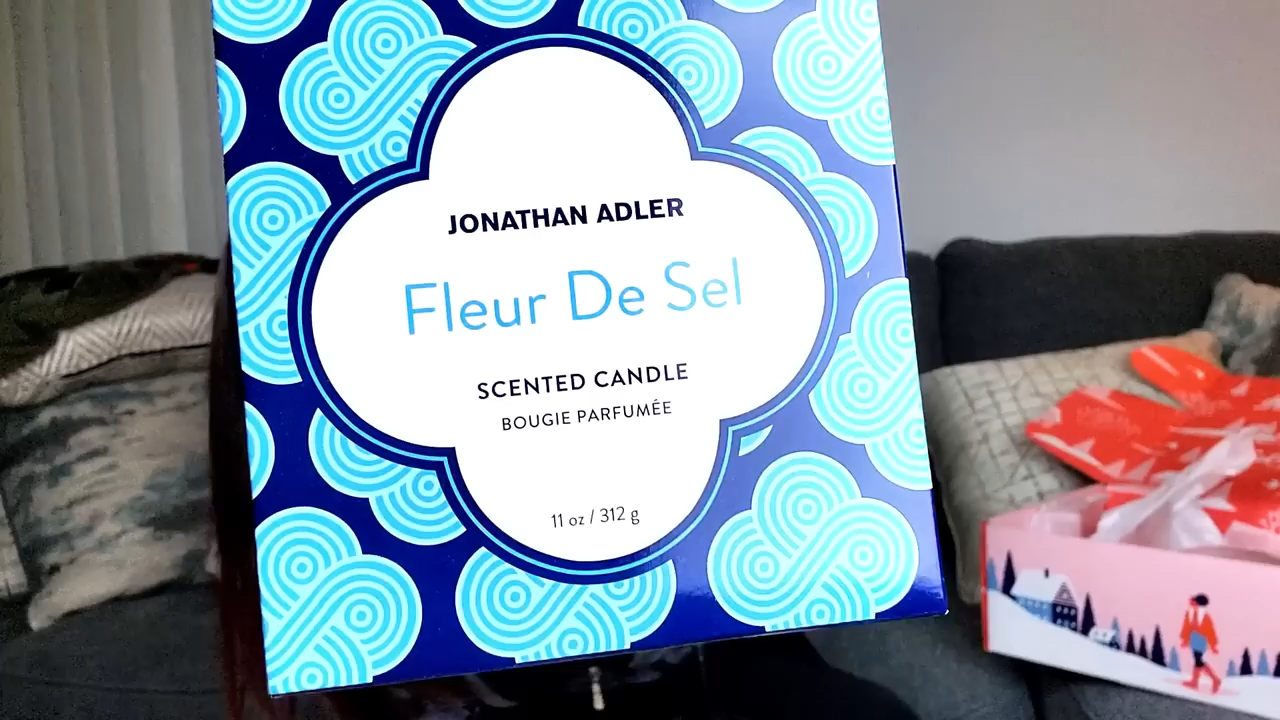 JONATHAN ADLER
Fleur De Sel
SCENTED CANDLE
BOUGIE PARFUMÉE
11 oz / 312 g